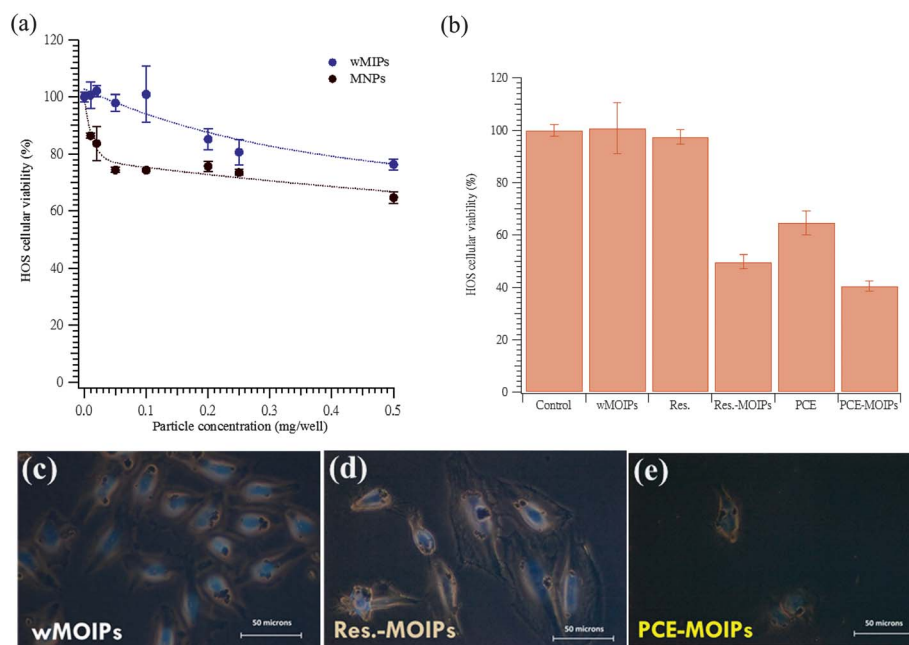 (a)
120
100
80
60
40
20
0
HOS cellular viability (%)
wMIPs
MNPs
0.0
0.1
0.2
0.3
0.4
0.5
Particle concentration (mg/well)
(b)
120
100
80
60
40
20
0
HOS cellular viability (%)
Control
wMOIPs
Res.
Res.-MOIPs
PCE
PCE-MOIPs
(c)
50 microns
wMOIPs
(d)
50 microns
Res.-MOIPs
(e)
50 microns
PCE-MOIPs